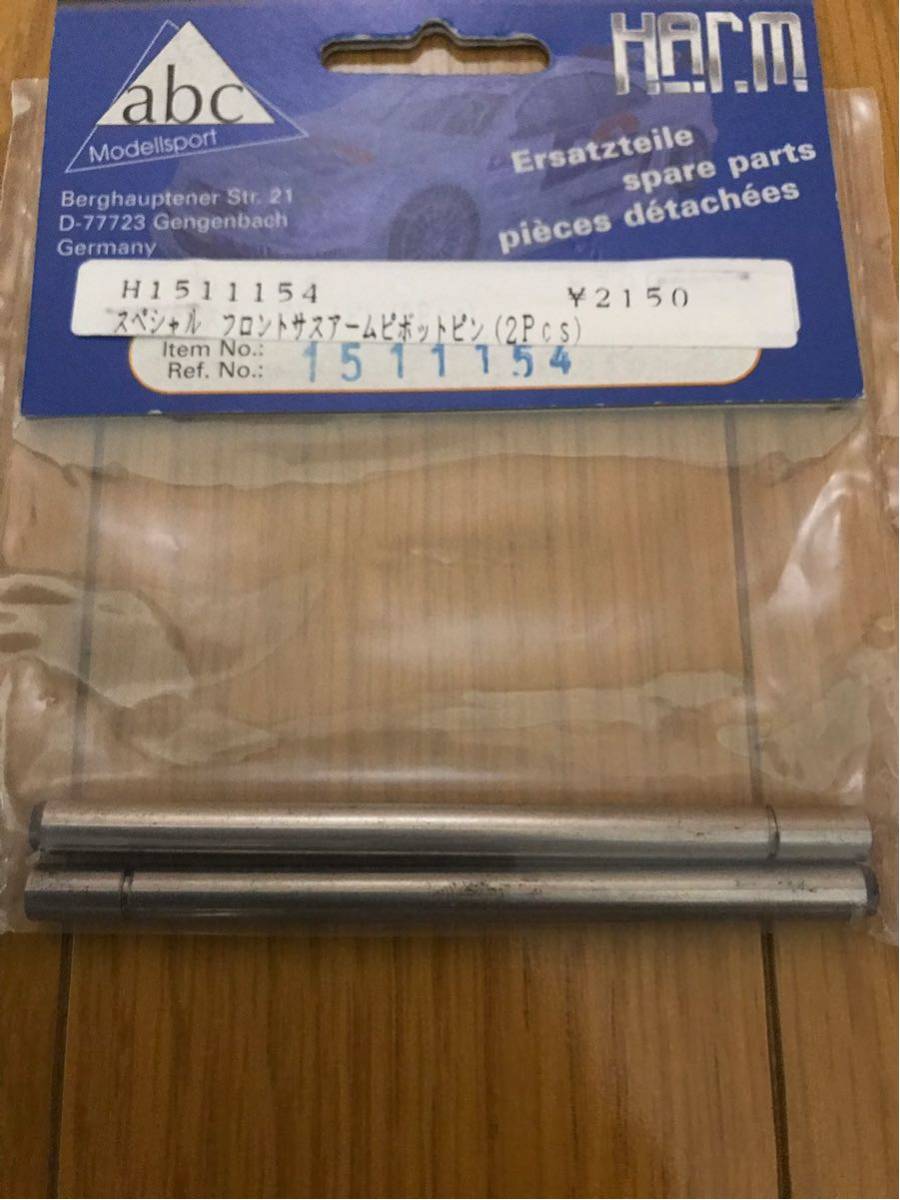 abc
Modellsport
Harm
Ersatzteile
spare parts
pièces détachées
Berghauptener Str. 21
D-77723 Gengenbach
Germany
H1511154 ¥2150
スペシャル フロントサスアームピボットピン(2Pcs)
Item No.:
Ref. No.: 1511154